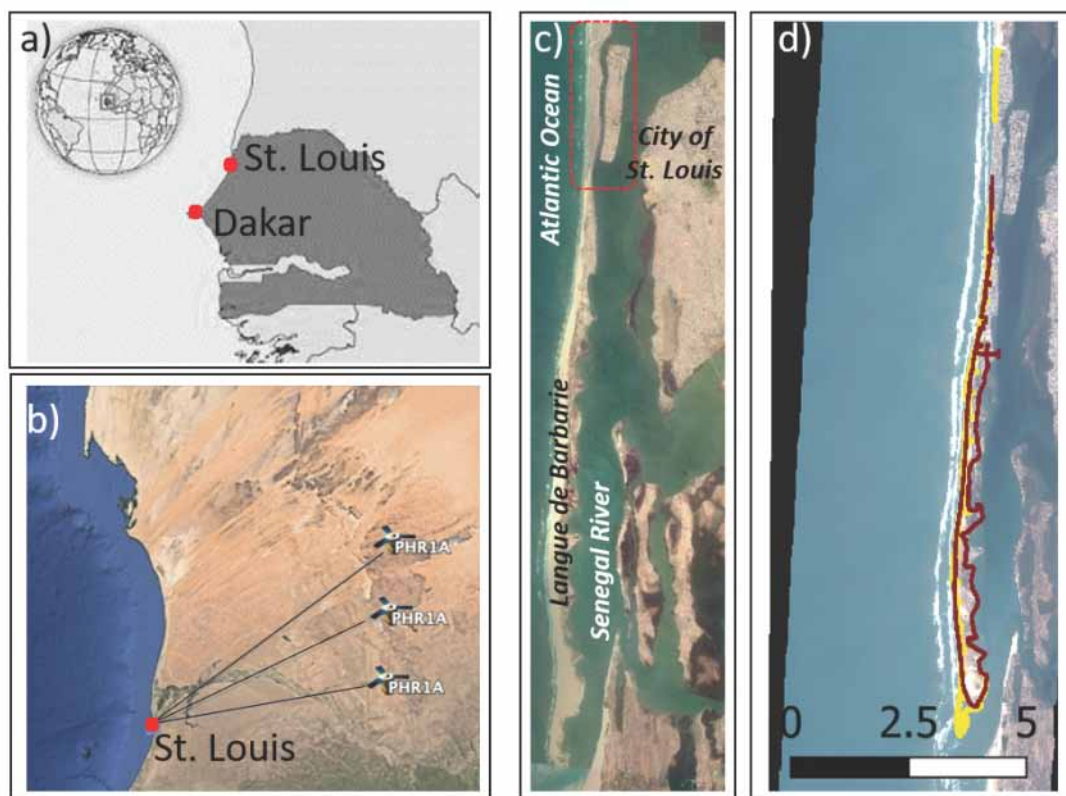 a)
St. Louis
Dakar
b)
PHR1A
PHR1A
PHR1A
St. Louis
c)
Atlantic Ocean
City of
St. Louis
Langue de Barbarie
Senegal River
d)
0 2.5 5